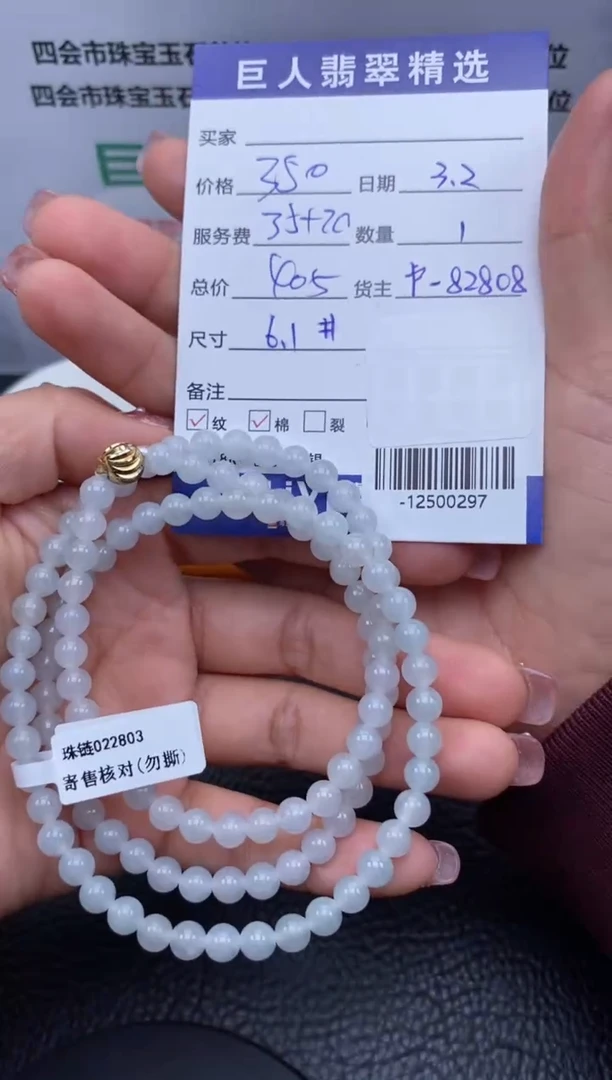 四会市珠宝玉石
位
四会市珠宝玉石
位
巨人翡翠精选
买家
价格 350 日期 3.2
服务费 35+20 数量 1
总价 405 货主 P-82808
尺寸 6.1#
备注
纹 棉 裂
-12500297
珠链022803
寄售核对(勿撕)